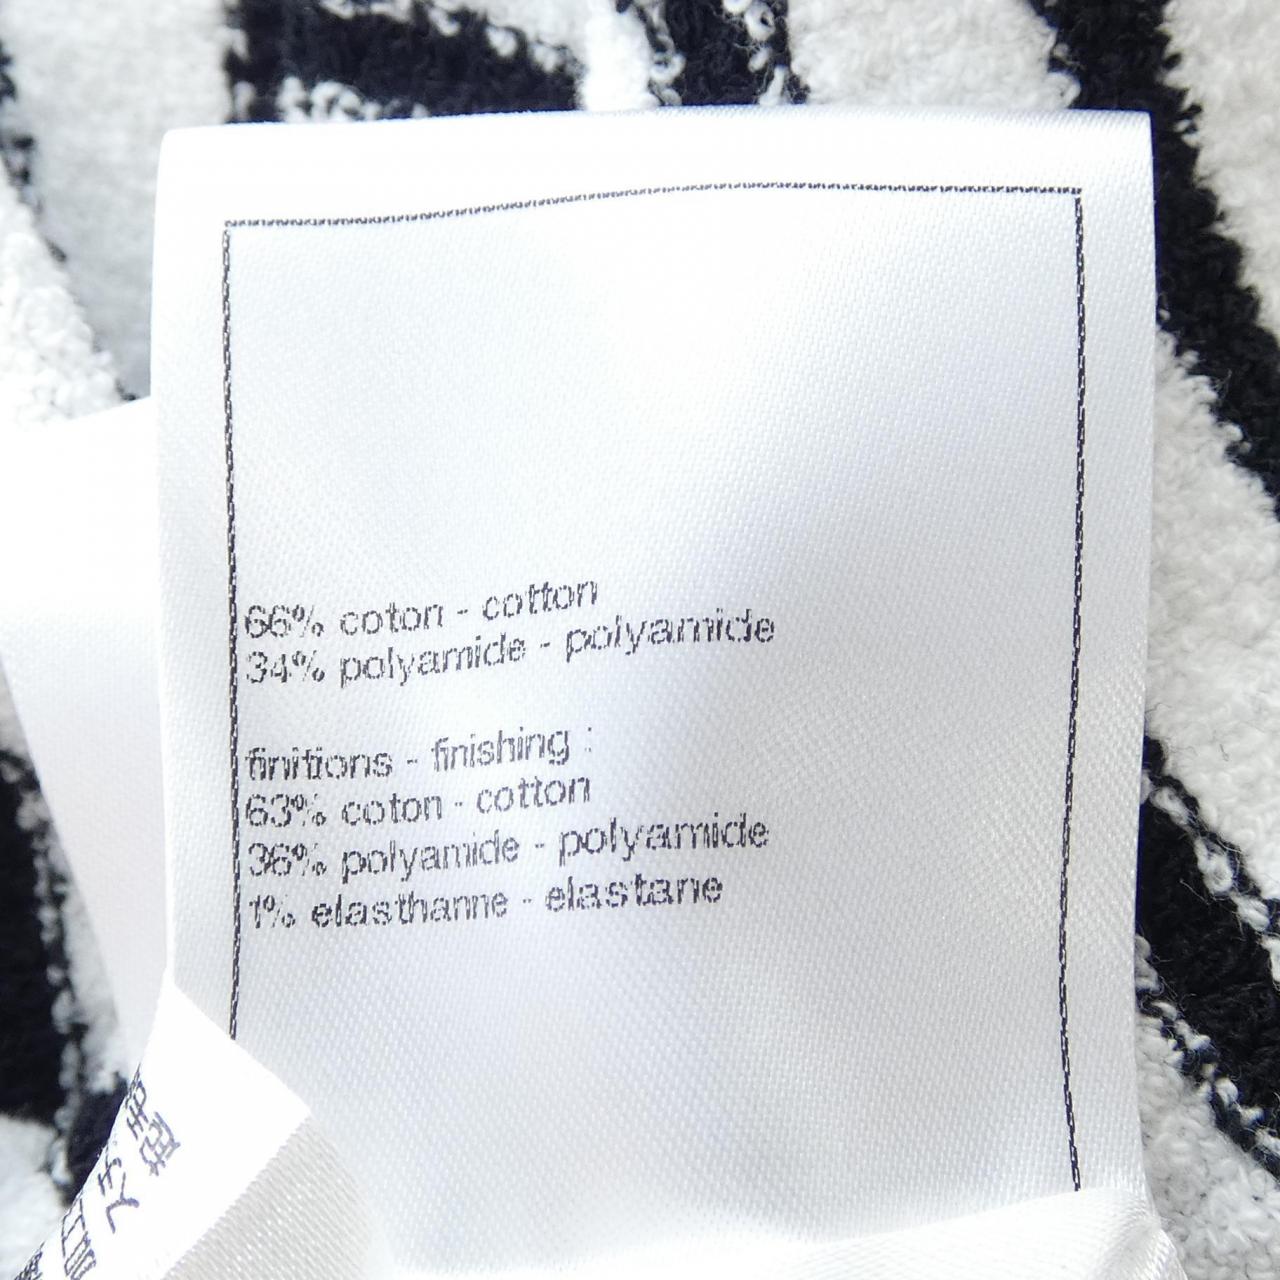 66% coton - cotton
34% polyamide - polyamide
finitions - finishing :
63% coton - cotton
36% polyamide - polyamide
1% elasthanne - elastane